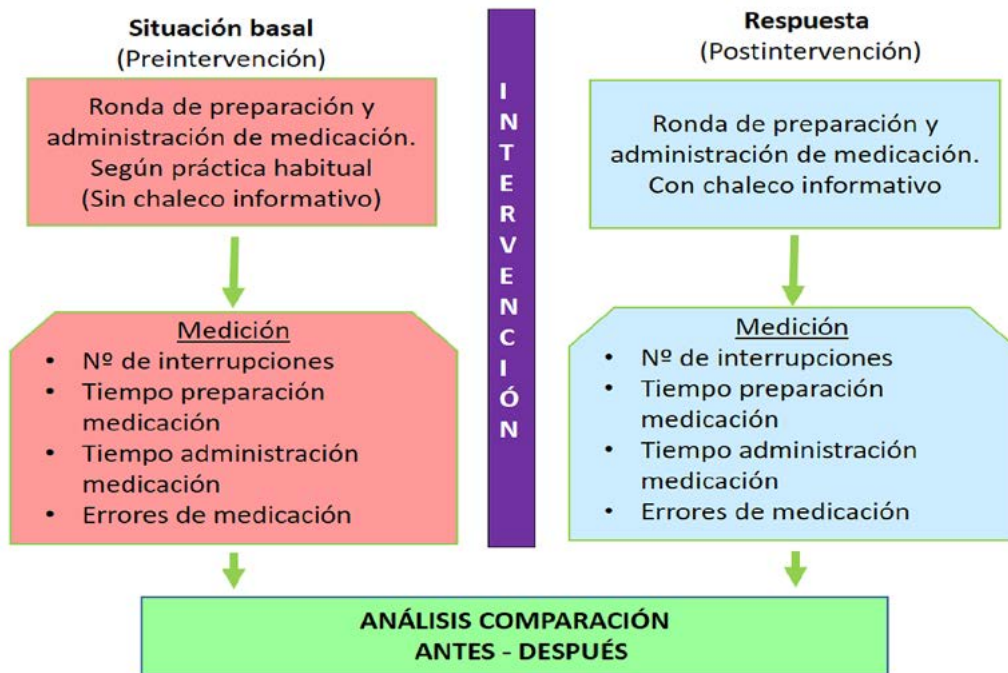 Situación basal
(Preintervención)
Ronda de preparación y
administración de medicación.
Según práctica habitual
(Sin chaleco informativo)
Medición
• Nº de interrupciones
• Tiempo preparación
medicación
• Tiempo administración
medicación
• Errores de medicación
INTERVENCIÓN
Respuesta
(Postintervención)
Ronda de preparación y
administración de medicación.
Con chaleco informativo
Medición
• Nº de interrupciones
• Tiempo preparación
medicación
• Tiempo administración
medicación
• Errores de medicación
ANÁLISIS COMPARACIÓN
ANTES - DESPUÉS